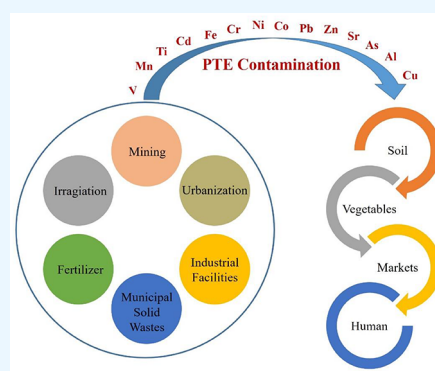 V
Mn
Ti
Cd
Fe
Cr
Ni
Co
Pb
Zn
Sr
As
Al
Cu
PTE Contamination
Mining
Irragiation
Urbanization
Fertilizer
Industrial
Facilities
Municipal
Solid
Wastes
Soil
Vegetables
Markets
Human